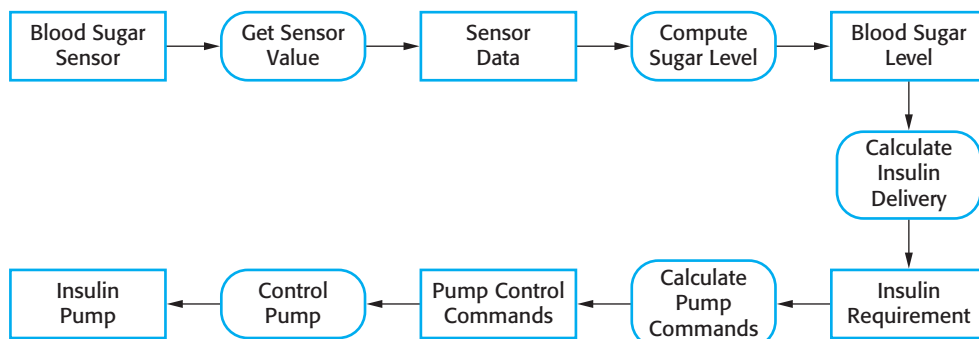 Blood Sugar
Sensor
Get Sensor
Value
Sensor
Data
Compute
Sugar Level
Blood Sugar
Level
Calculate
Insulin
Delivery
Insulin
Requirement
Calculate
Pump
Commands
Pump Control
Commands
Control
Pump
Insulin
Pump